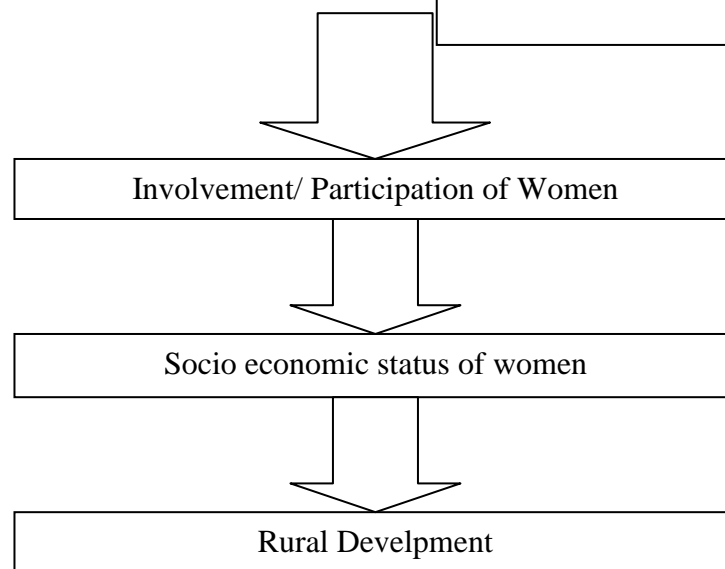 Involvement/ Participation of Women
Socio economic status of women
Rural Develpment